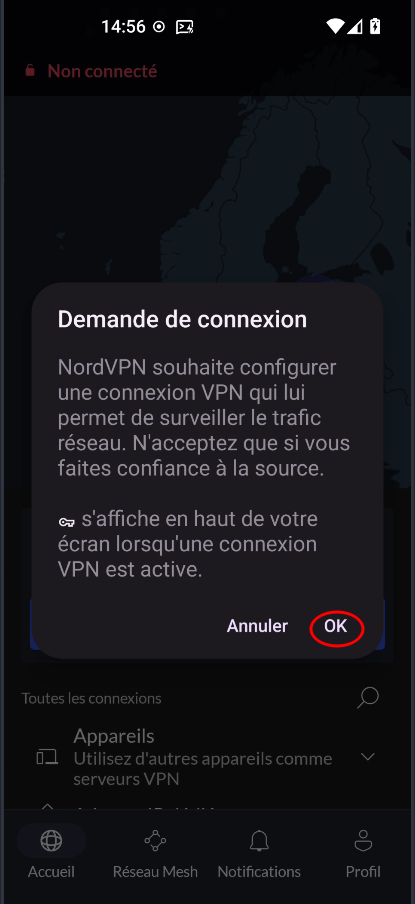 14:56
Non connecté
Demande de connexion
NordVPN souhaite configurer
une connexion VPN qui lui
permet de surveiller le trafic
réseau. N'acceptez que si vous
faites confiance à la source.
s'affiche en haut de votre
écran lorsqu'une connexion
VPN est active.
Annuler OK
Toutes les connexions
Appareils
Utilisez d'autres appareils comme
serveurs VPN
Accueil Réseau Mesh Notifications Profil